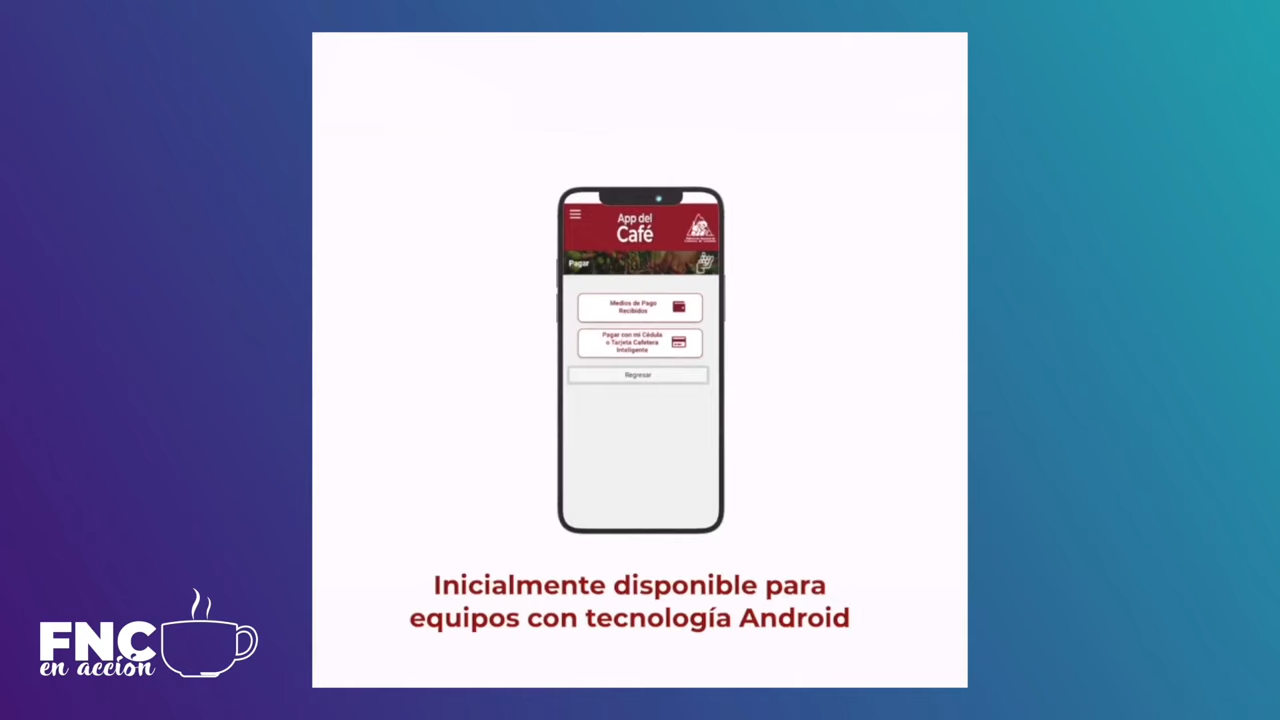 App del
Café
Pagar
Medios de Pago
Recibidos
Pagar con mi Cédula
o Tarjeta Cafetera
Inteligente
Regresar
Inicialmente disponible para
equipos con tecnología Android
FNC
en acción